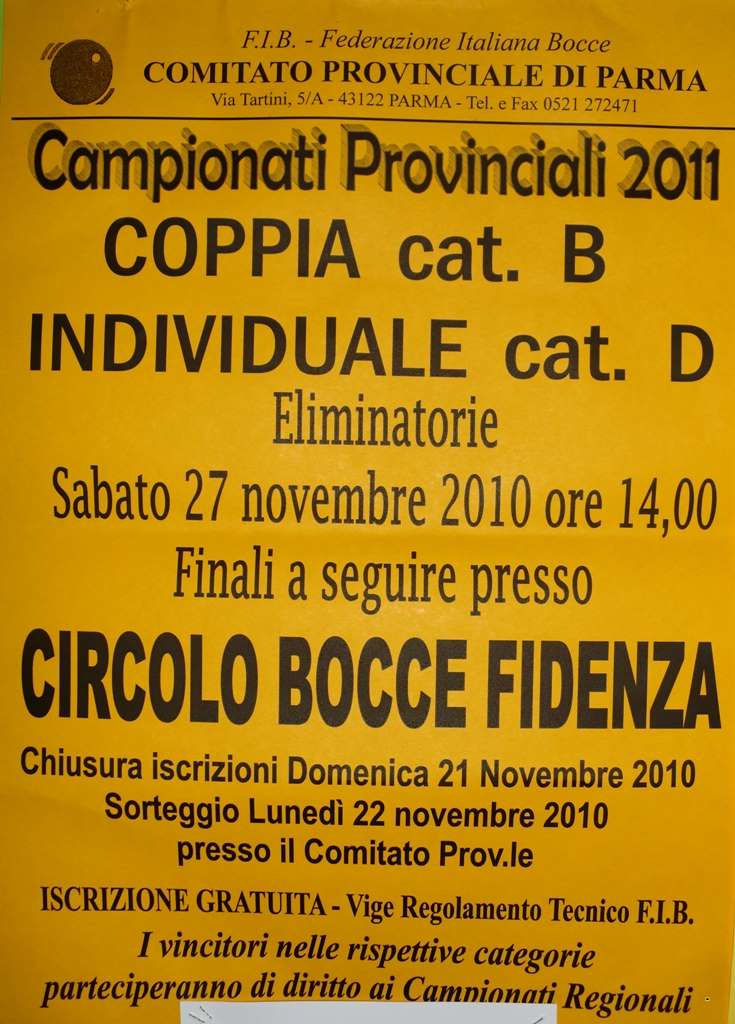 F.I.B. - Federazione Italiana Bocce
COMITATO PROVINCIALE DI PARMA
Via Tartini, 5/A - 43122 PARMA - Tel. e Fax 0521 272471
Campionati Provinciali 2011
COPPIA cat. B
INDIVIDUALE cat. D
Eliminatorie
Sabato 27 novembre 2010 ore 14,00
Finali a seguire presso
CIRCOLO BOCCE FIDENZA
Chiusura iscrizioni Domenica 21 Novembre 2010
Sorteggio Lunedì 22 novembre 2010
presso il Comitato Prov.le
ISCRIZIONE GRATUITA - Vige Regolamento Tecnico F.I.B.
I vincitori nelle rispettive categorie
parteciperanno di diritto ai Campionati Regionali